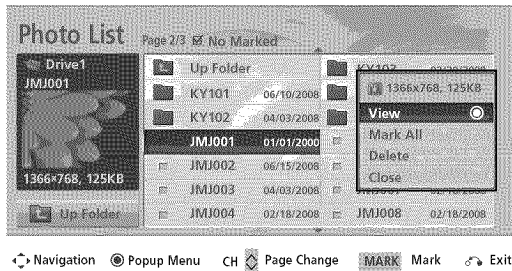 Photo List Page 2/3 No Marked
Drive1
JMJ001
1366x768, 125KB
Up Folder
Up Folder
KY101 06/10/2008
KY102 04/03/2008
JMJ001 01/01/2000
JMJ002 06/15/2008
JMJ003 04/03/2008
JMJ004 02/18/2008
KY103
1366x768, 125KB
View
Mark All
Delete
Close
JMJ008 02/18/2008
Navigation Popup Menu CH Page Change MARK Mark Exit